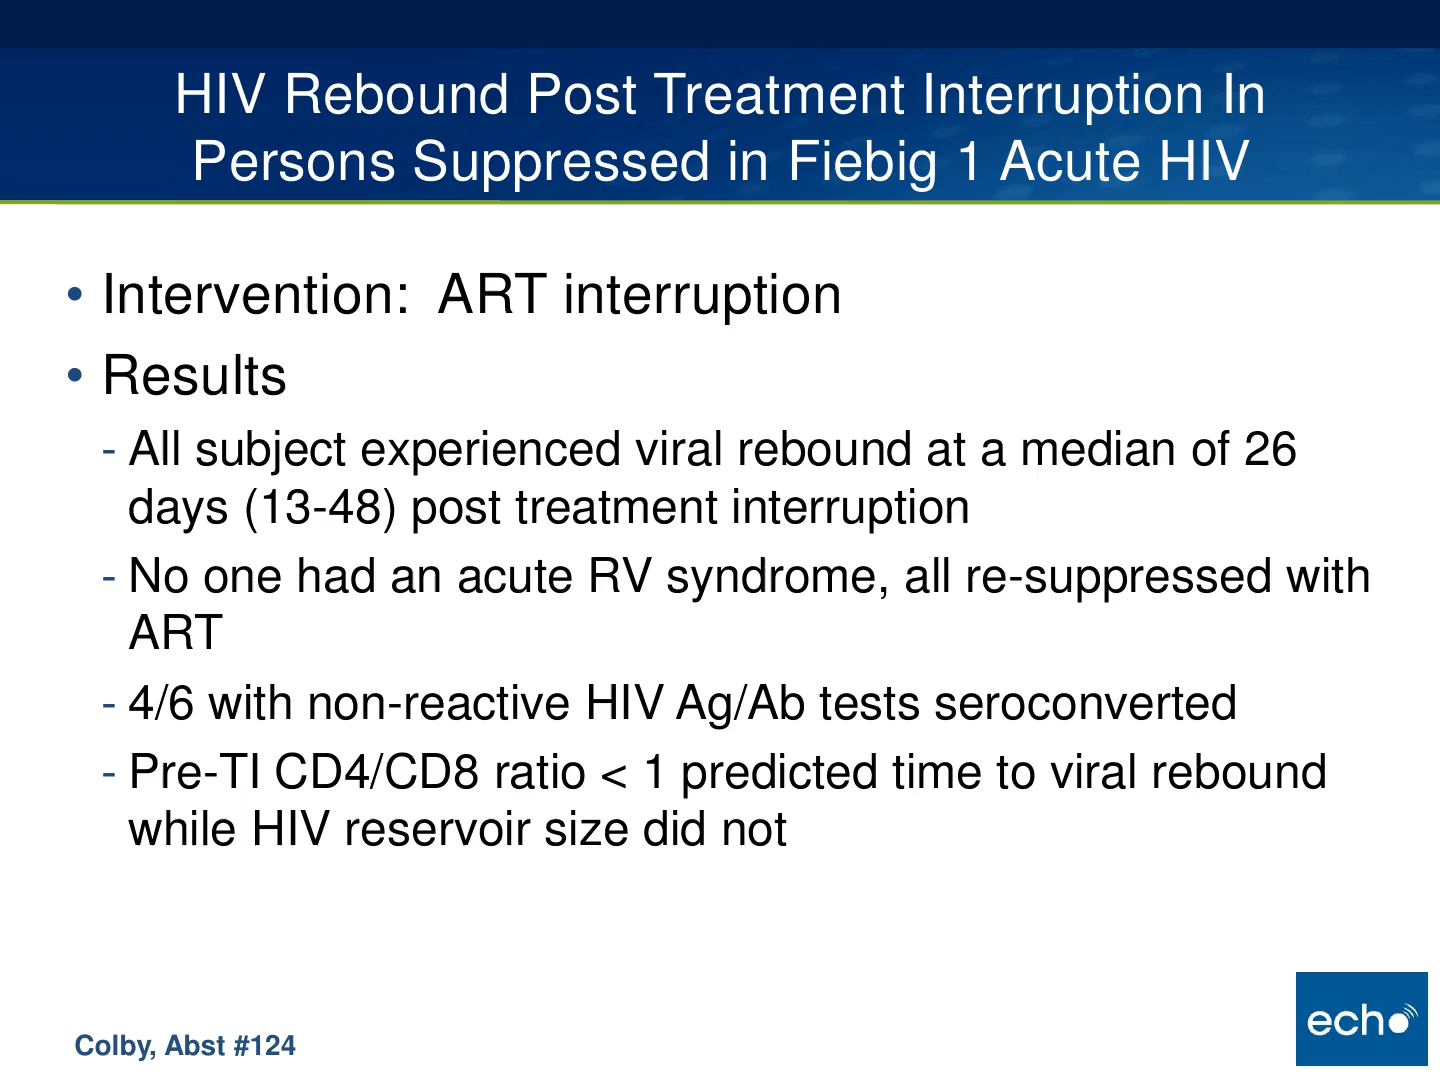 HIV Rebound Post Treatment Interruption In
Persons Suppressed in Fiebig 1 Acute HIV
• Intervention:  ART interruption
• Results
- All subject experienced viral rebound at a median of 26
days (13-48) post treatment interruption
- No one had an acute RV syndrome, all re-suppressed with
ART
- 4/6 with non-reactive HIV Ag/Ab tests seroconverted
- Pre-TI CD4/CD8 ratio < 1 predicted time to viral rebound
while HIV reservoir size did not
Colby, Abst #124
echo